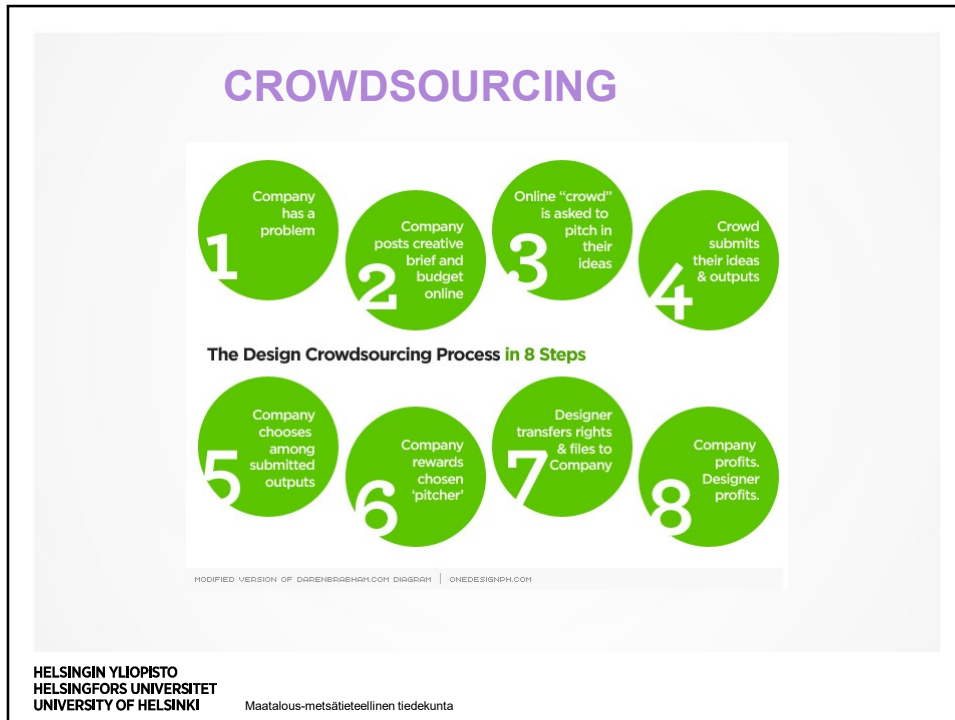 CROWDSOURCING
1
Company
has a
problem
2
Company
posts creative
brief and
budget
online
3
Online “crowd”
is asked to
pitch in
their
ideas
4
Crowd
submits
their ideas
& outputs
The Design Crowdsourcing Process in 8 Steps
5
Company
chooses
among
submitted
outputs
6
Company
rewards
chosen
‘pitcher’
7
Designer
transfers rights
& files to
Company
8
Company
profits.
Designer
profits.
MODIFIED VERSION OF DARENBRABHAM.COM DIAGRAM | ONEDESIGNPH.COM
HELSINGIN YLIOPISTO
HELSINGFORS UNIVERSITET
UNIVERSITY OF HELSINKI
Maatalous-metsätieteellinen tiedekunta